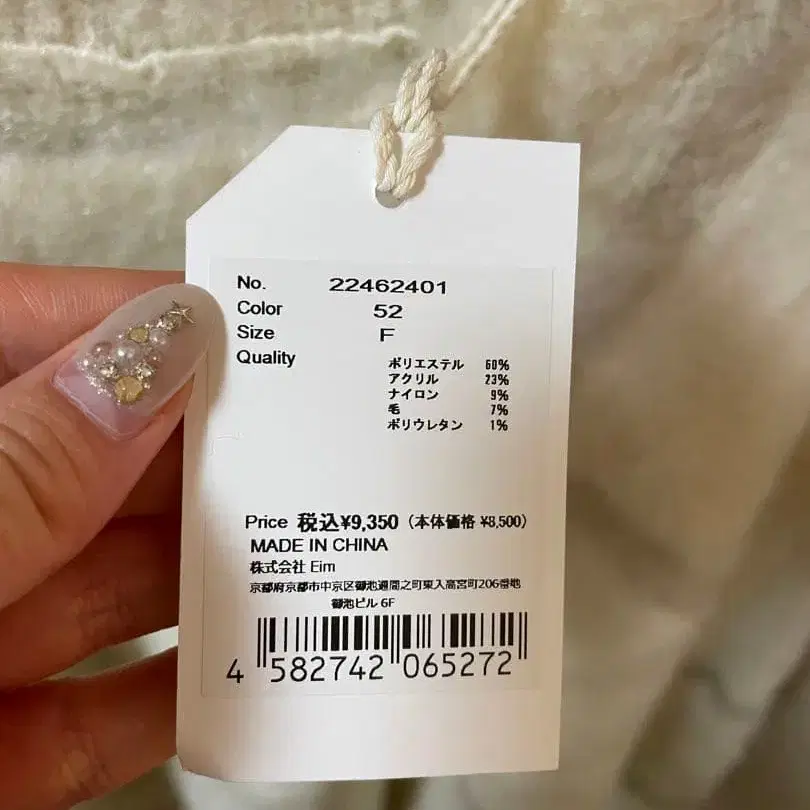 No. 22462401
Color 52
Size F
Quality
ポリエステル 60%
アクリル 23%
ナイロン 9%
毛 7%
ポリウレタン 1%
Price 税込¥9,350(本体価格 ¥8,500)
MADE IN CHINA
株式会社 Eim
京都府京都市中京区御池通間之町東入高宮町206番地
御池ビル 6F
4 582742 065272